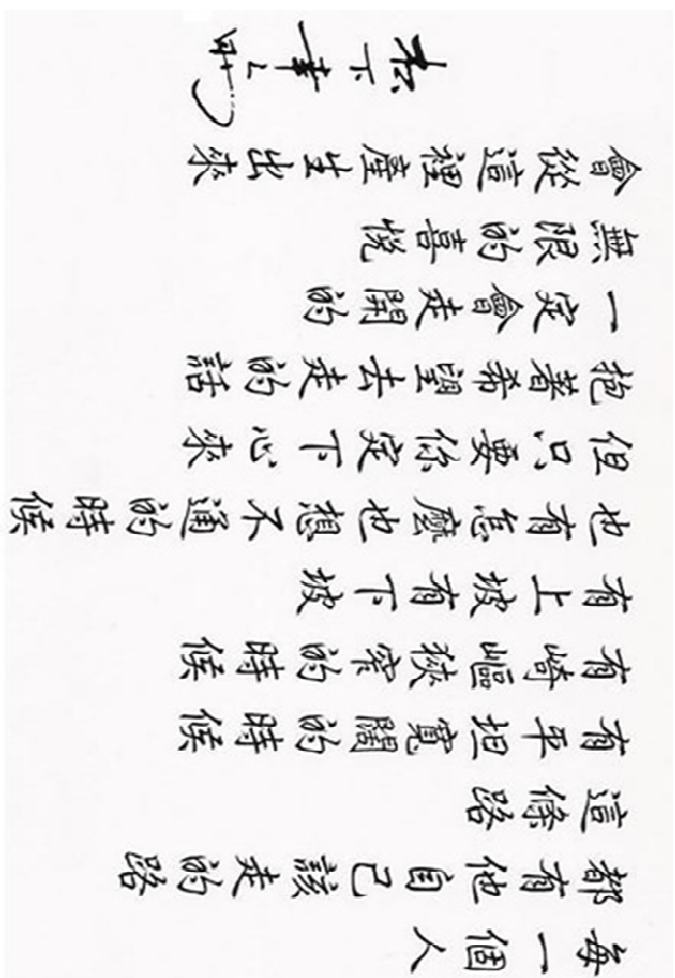 每一個人
都有他自己該走的路
這條路
有平坦寬闊的時候
有崎嶇狹窄的時候
有上坡有下坡
也有怎麼也想不通的時候
但只要你定下心來
抱著希望去走的話
一定會走開的
無限的喜悅
會從這裡產生出來
松下幸之助